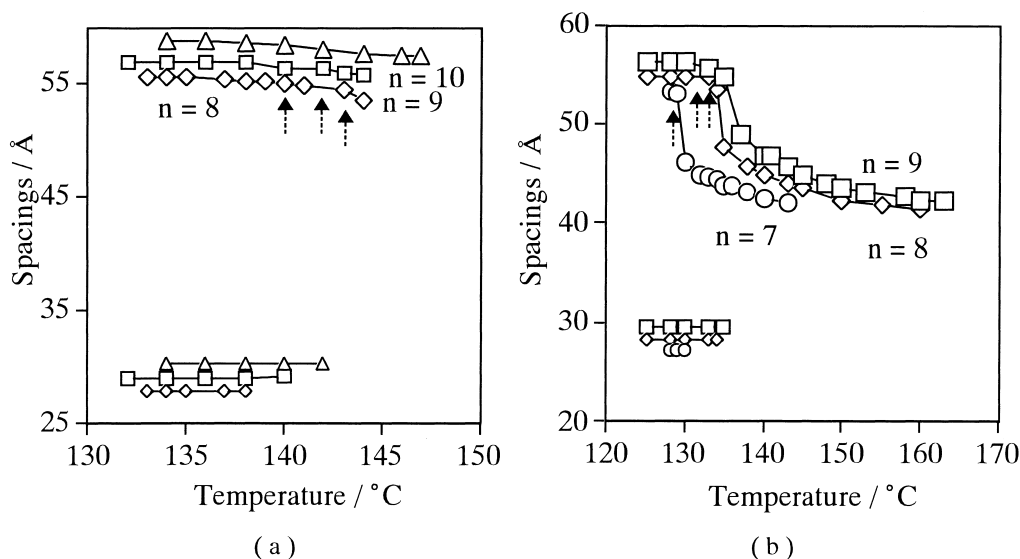 Spacings / Å
55
45
35
25
130
135
140
145
150
n = 8
n = 10
n = 9
Temperature / °C
( a )
Spacings / Å
60
50
40
30
20
120
130
140
150
160
170
n = 9
n = 7
n = 8
Temperature / °C
( b )